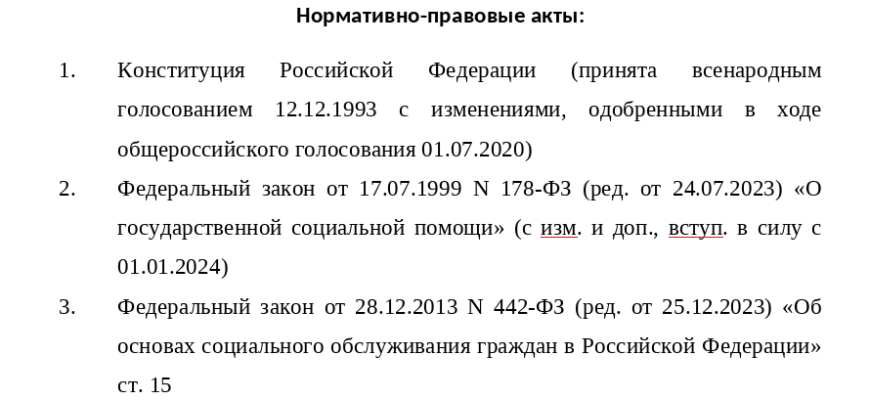 Нормативно-правовые акты:
1. Конституция Российской Федерации (принята всенародным
голосованием 12.12.1993 с изменениями, одобренными в ходе
общероссийского голосования 01.07.2020)
2. Федеральный закон от 17.07.1999 N 178-ФЗ (ред. от 24.07.2023) «О
государственной социальной помощи» (с изм. и доп., вступ. в силу с
01.01.2024)
3. Федеральный закон от 28.12.2013 N 442-ФЗ (ред. от 25.12.2023) «Об
основах социального обслуживания граждан в Российской Федерации»
ст. 15